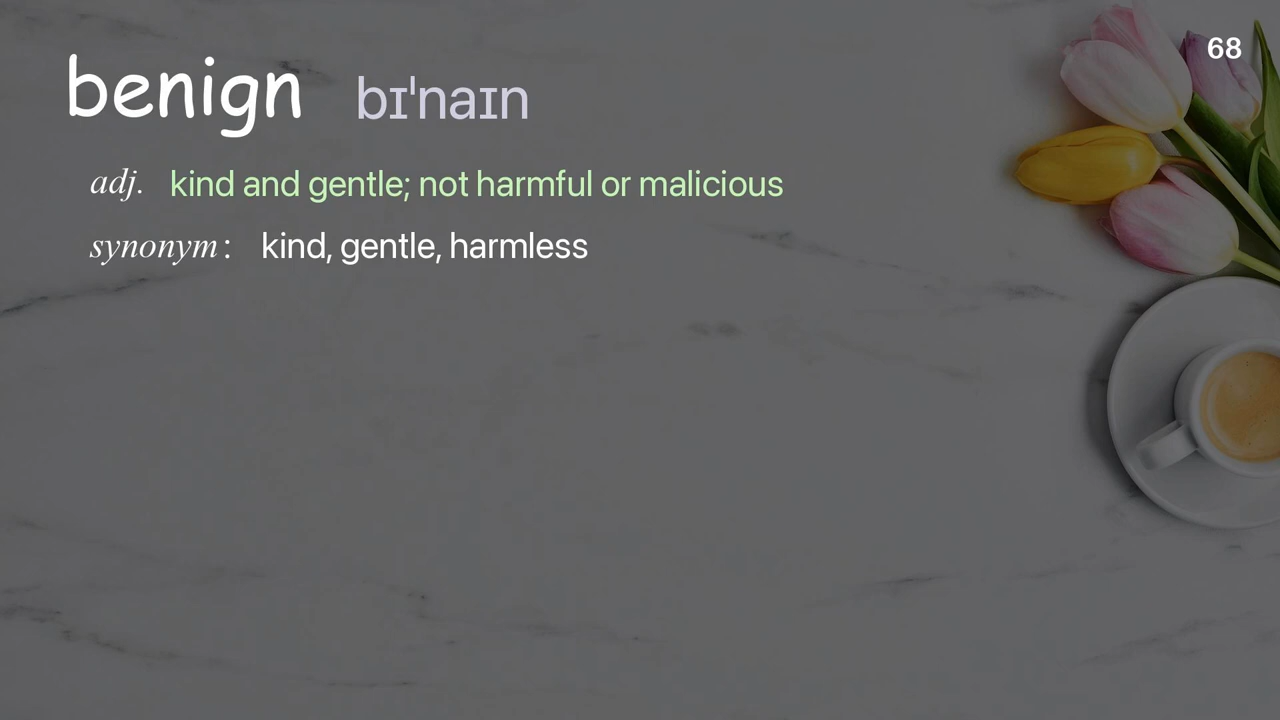 68
benign bɪˈnaɪn
adj. kind and gentle; not harmful or malicious
synonym: kind, gentle, harmless